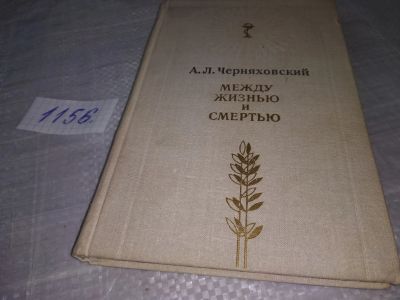 А. Л. Черняховский
МЕЖДУ
ЖИЗНЬЮ И
СМЕРТЬЮ
1156.